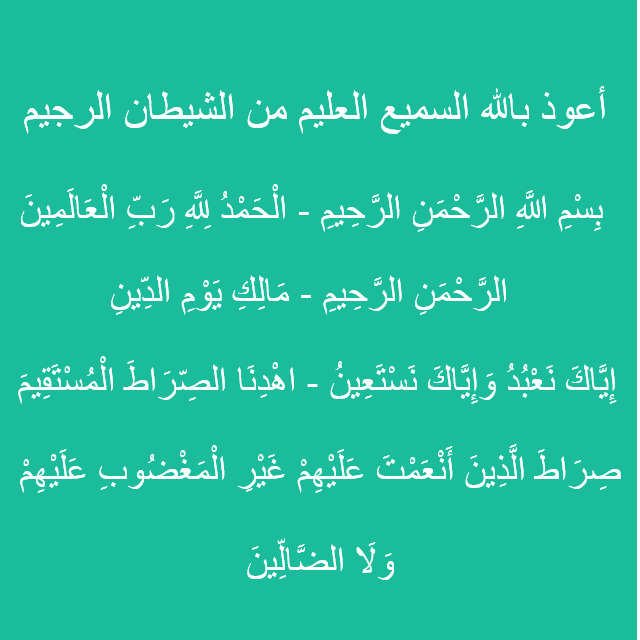 أعوذ بالله السميع العليم من الشيطان الرجيم
بِسْمِ اللَّهِ الرَّحْمَنِ الرَّحِيمِ - الْحَمْدُ لِلَّهِ رَبِّ الْعَالَمِينَ
الرَّحْمَنِ الرَّحِيمِ - مَالِكِ يَوْمِ الدِّينِ
إِيَّاكَ نَعْبُدُ وَإِيَّاكَ نَسْتَعِينُ - اهْدِنَا الصِّرَاطَ الْمُسْتَقِيمَ
صِرَاطَ الَّذِينَ أَنْعَمْتَ عَلَيْهِمْ غَيْرِ الْمَغْضُوبِ عَلَيْهِمْ
وَلَا الضَّالِّينَ